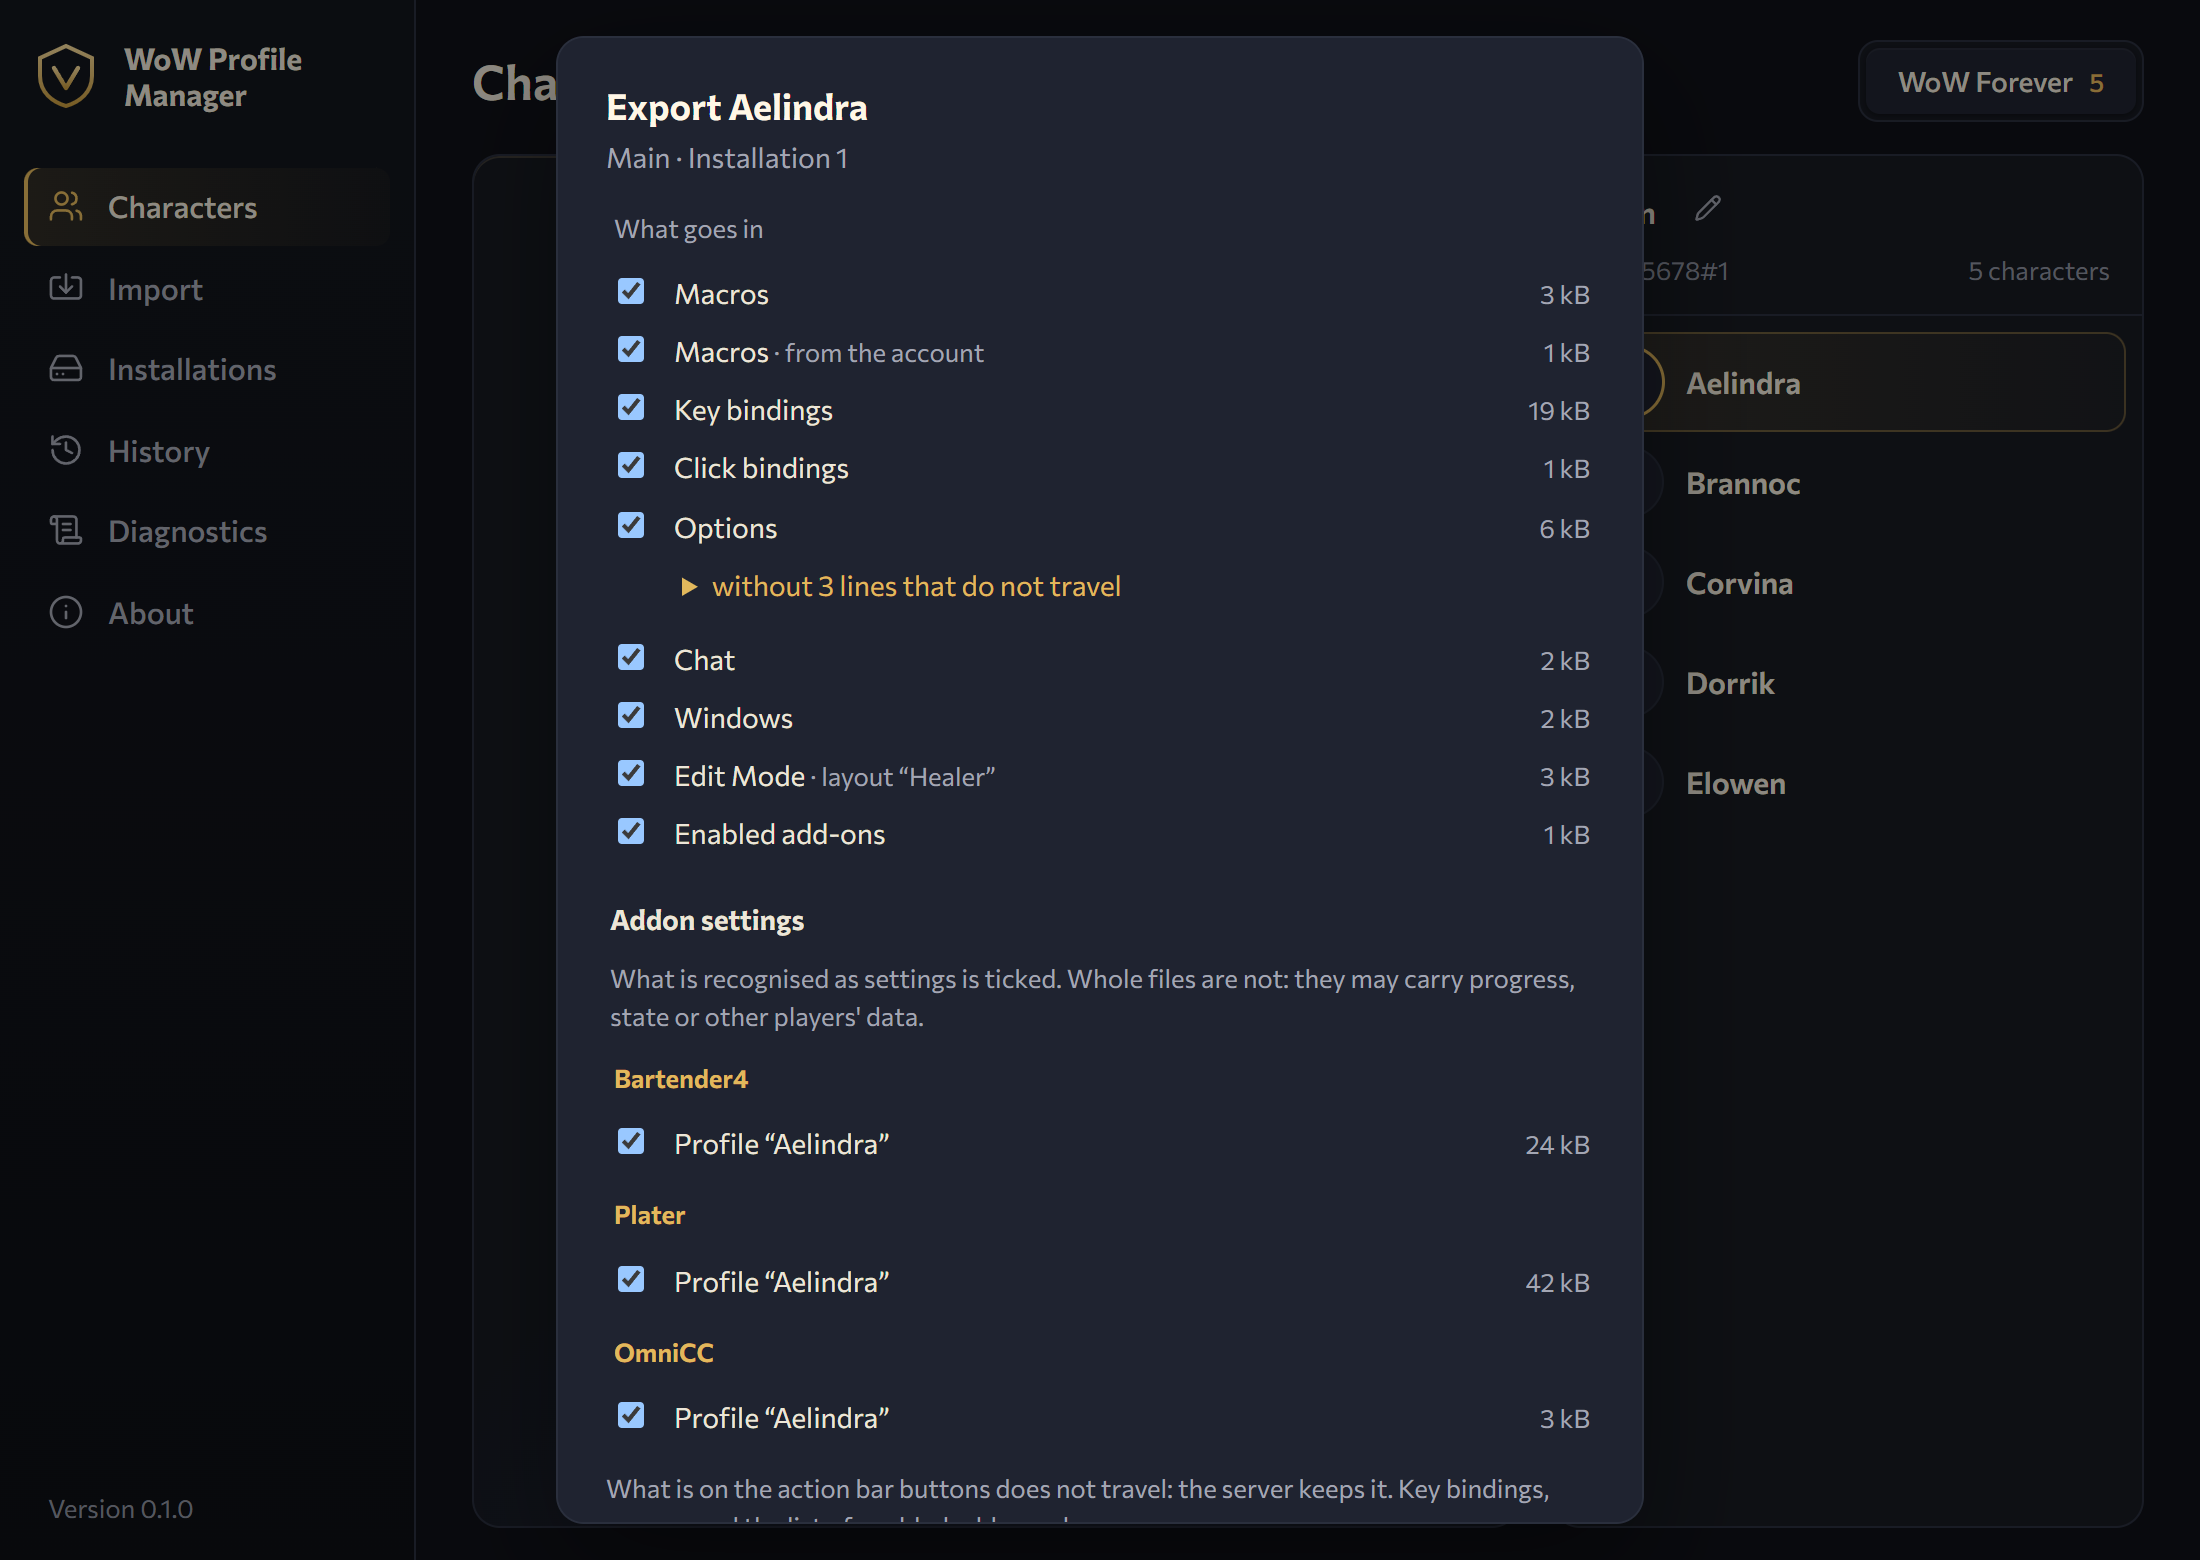 WoW Profile
Manager
Characters
Import
Installations
History
Diagnostics
About
Version 0.1.0
Cha
WoW Forever 5
Export Aelindra
Main · Installation 1
What goes in
Macros 3 kB
Macros · from the account 1 kB
Key bindings 19 kB
Click bindings 1 kB
Options 6 kB
without 3 lines that do not travel
Chat 2 kB
Windows 2 kB
Edit Mode · layout “Healer” 3 kB
Enabled add-ons 1 kB
Addon settings
What is recognised as settings is ticked. Whole files are not: they may carry progress,
state or other players' data.
Bartender4
Profile “Aelindra” 24 kB
Plater
Profile “Aelindra” 42 kB
OmniCC
Profile “Aelindra” 3 kB
What is on the action bar buttons does not travel: the server keeps it. Key bindings,
n
5678#1 5 characters
Aelindra
Brannoc
Corvina
Dorrik
Elowen